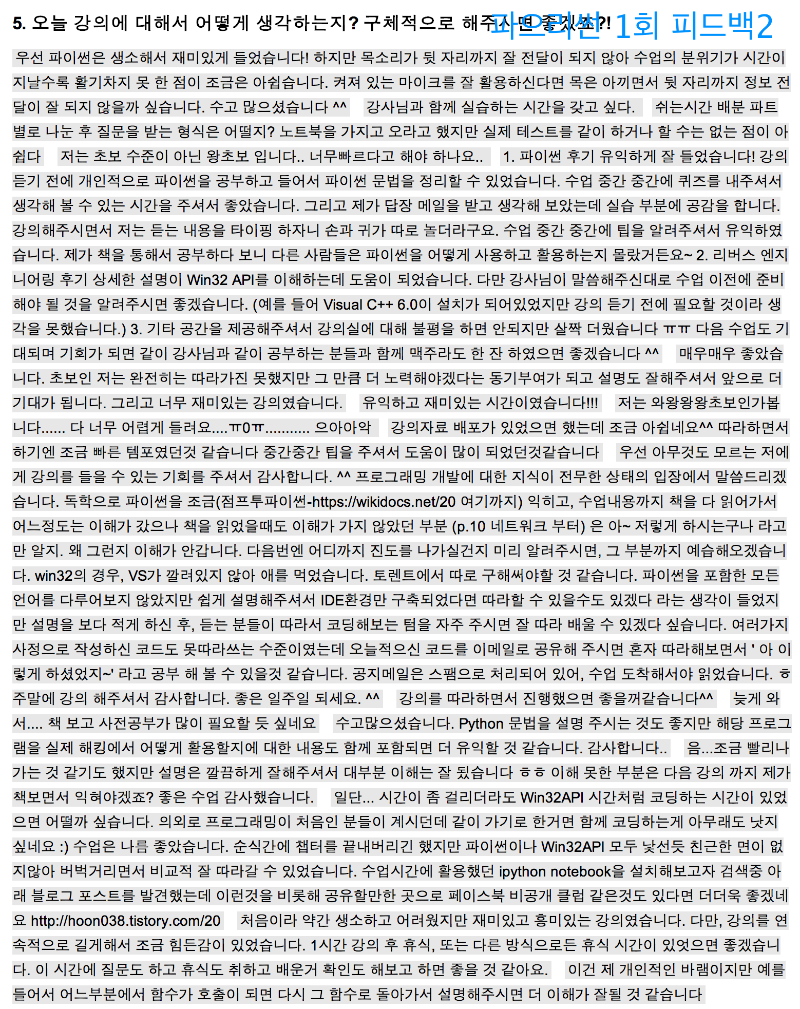 5. 오늘 강의에 대해서 어떻게 생각하는지? 구체적으로 해주시면 좋겠죠?!
파으리썬 1회 피드백2
우선 파이썬은 생소해서 재미있게 들었습니다! 하지만 목소리가 뒷 자리까지 잘 전달이 되지 않아 수업의 분위기가 시간이
지날수록 활기차지 못 한 점이 조금은 아쉽습니다. 켜져 있는 마이크를 잘 활용하신다면 목은 아끼면서 뒷 자리까지 정보 전
달이 잘 되지 않을까 싶습니다. 수고 많으셨습니다 ^^ 강사님과 함께 실습하는 시간을 갖고 싶다. 쉬는시간 배분 파트
별로 나눈 후 질문을 받는 형식은 어떨지? 노트북을 가지고 오라고 했지만 실제 테스트를 같이 하거나 할 수는 없는 점이 아
쉽다 저는 초보 수준이 아닌 왕초보 입니다.. 너무빠르다고 해야 하나요.. 1. 파이썬 후기 유익하게 잘 들었습니다! 강의
듣기 전에 개인적으로 파이썬을 공부하고 들어서 파이썬 문법을 정리할 수 있었습니다. 수업 중간 중간에 퀴즈를 내주셔서
생각해 볼 수 있는 시간을 주셔서 좋았습니다. 그리고 제가 답장 메일을 받고 생각해 보았는데 실습 부분에 공감을 합니다.
강의해주시면서 저는 듣는 내용을 타이핑 하자니 손과 귀가 따로 놀더라구요. 수업 중간 중간에 팁을 알려주셔서 유익하였
습니다. 제가 책을 통해서 공부하다 보니 다른 사람들은 파이썬을 어떻게 사용하고 활용하는지 몰랐거든요~ 2. 리버스 엔지
니어링 후기 상세한 설명이 Win32 API를 이해하는데 도움이 되었습니다. 다만 강사님이 말씀해주신대로 수업 이전에 준비
해야 될 것을 알려주시면 좋겠습니다. (예를 들어 Visual C++ 6.0이 설치가 되어있었지만 강의 듣기 전에 필요할 것이라 생
각을 못했습니다.) 3. 기타 공간을 제공해주셔서 강의실에 대해 불평을 하면 안되지만 살짝 더웠습니다 ㅠㅠ 다음 수업도 기
대되며 기회가 되면 같이 강사님과 같이 공부하는 분들과 함께 맥주라도 한 잔 하였으면 좋겠습니다 ^^ 매우매우 좋았습
니다. 초보인 저는 완전히는 따라가진 못했지만 그 만큼 더 노력해야겠다는 동기부여가 되고 설명도 잘해주셔서 앞으로 더
기대가 됩니다. 그리고 너무 재미있는 강의였습니다. 유익하고 재미있는 시간이였습니다!!! 저는 와왕왕왕초보인가봅
니다...... 다 너무 어렵게 들려요....ㅠ0ㅠ........... 으아아악 강의자료 배포가 있었으면 했는데 조금 아쉽네요^^ 따라하면서
하기엔 조금 빠른 템포였던것 같습니다 중간중간 팁을 주셔서 도움이 많이 되었던것같습니다 우선 아무것도 모르는 저에
게 강의를 들을 수 있는 기회를 주셔서 감사합니다. ^^ 프로그래밍 개발에 대한 지식이 전무한 상태의 입장에서 말씀드리겠
습니다. 독학으로 파이썬을 조금(점프투파이썬-https://wikidocs.net/20 여기까지) 익히고, 수업내용까지 책을 다 읽어가서
어느정도는 이해가 갔으나 책을 읽었을때도 이해가 가지 않았던 부분 (p.10 네트워크 부터) 은 아~ 저렇게 하시는구나 라고
만 알지. 왜 그런지 이해가 안갑니다. 다음번엔 어디까지 진도를 나가실건지 미리 알려주시면, 그 부분까지 예습해오겠습니
다. win32의 경우, VS가 깔려있지 않아 애를 먹었습니다. 토렌트에서 따로 구해써야할 것 같습니다. 파이썬을 포함한 모든
언어를 다루어보지 않았지만 쉽게 설명해주셔서 IDE환경만 구축되었다면 따라할 수 있을수도 있겠다 라는 생각이 들었지
만 설명을 보다 적게 하신 후, 듣는 분들이 따라서 코딩해보는 텀을 자주 주시면 잘 따라 배울 수 있겠다 싶습니다. 여러가지
사정으로 작성하신 코드도 못따라쓰는 수준이였는데 오늘적으신 코드를 이메일로 공유해 주시면 혼자 따라해보면서 ' 아 이
렇게 하셨었지~' 라고 공부 해 볼 수 있을것 같습니다. 공지메일은 스팸으로 처리되어 있어, 수업 도착해서야 읽었습니다. ㅎ
주말에 강의 해주셔서 감사합니다. 좋은 일주일 되세요. ^^ 강의를 따라하면서 진행했으면 좋을꺼같습니다^^ 늦게 와
서.... 책 보고 사전공부가 많이 필요할 듯 싶네요 수고많으셨습니다. Python 문법을 설명 주시는 것도 좋지만 해당 프로그
램을 실제 해킹에서 어떻게 활용할지에 대한 내용도 함께 포함되면 더 유익할 것 같습니다. 감사합니다.. 음...조금 빨리나
가는 것 같기도 했지만 설명은 깔끔하게 잘해주셔서 대부분 이해는 잘 됬습니다 ㅎㅎ 이해 못한 부분은 다음 강의 까지 제가
책보면서 익혀야겠죠? 좋은 수업 감사했습니다. 일단... 시간이 좀 걸리더라도 Win32API 시간처럼 코딩하는 시간이 있었
으면 어떨까 싶습니다. 의외로 프로그래밍이 처음인 분들이 계시던데 같이 가기로 한거면 함께 코딩하는게 아무래도 낫지
싶네요 :) 수업은 나름 좋았습니다. 순식간에 챕터를 끝내버리긴 했지만 파이썬이나 Win32API 모두 낯선듯 친근한 면이 없
지않아 버벅거리면서 비교적 잘 따라갈 수 있었습니다. 수업시간에 활용했던 ipython notebook을 설치해보고자 검색중 아
래 블로그 포스트를 발견했는데 이런것을 비롯해 공유할만한 곳으로 페이스북 비공개 클럽 같은것도 있다면 더더욱 좋겠네
요 http://hoon038.tistory.com/20 처음이라 약간 생소하고 어려웠지만 재미있고 흥미있는 강의였습니다. 다만, 강의를 연
속적으로 길게해서 조금 힘든감이 있었습니다. 1시간 강의 후 휴식, 또는 다른 방식으로든 휴식 시간이 있엇으면 좋겠습니
다. 이 시간에 질문도 하고 휴식도 취하고 배운거 확인도 해보고 하면 좋을 것 같아요. 이건 제 개인적인 바램이지만 예를
들어서 어느부분에서 함수가 호출이 되면 다시 그 함수로 돌아가서 설명해주시면 더 이해가 잘될 것 같습니다